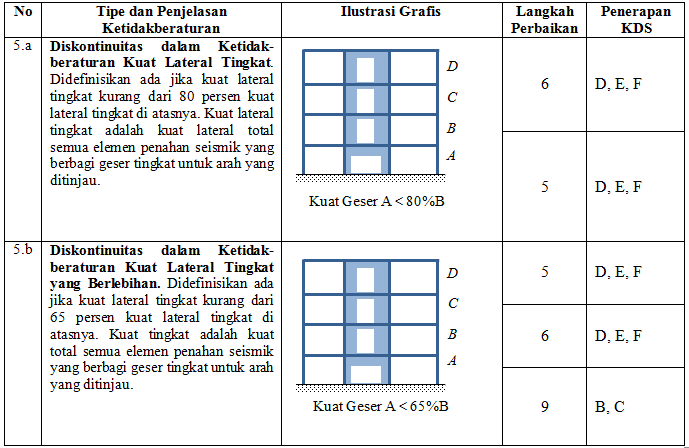 No
Tipe dan Penjelasan
Ketidakberaturan
Ilustrasi Grafis
Langkah
Perbaikan
Penerapan
KDS
5.a
Diskontinuitas dalam Ketidak-
beraturan Kuat Lateral Tingkat.
Didefinisikan ada jika kuat lateral
tingkat kurang dari 80 persen kuat
lateral tingkat di atasnya. Kuat lateral
tingkat adalah kuat lateral total
semua elemen penahan seismik yang
berbagi geser tingkat untuk arah yang
ditinjau.
D
C
B
A
Kuat Geser A < 80%B
6
D, E, F
5
D, E, F
5.b
Diskontinuitas dalam Ketidak-
beraturan Kuat Lateral Tingkat
yang Berlebihan. Didefinisikan ada
jika kuat lateral tingkat kurang dari
65 persen kuat lateral tingkat di
atasnya. Kuat tingkat adalah kuat
total semua elemen penahan seismik
yang berbagi geser tingkat untuk arah
yang ditinjau.
D
C
B
A
Kuat Geser A < 65%B
5
D, E, F
6
D, E, F
9
B, C